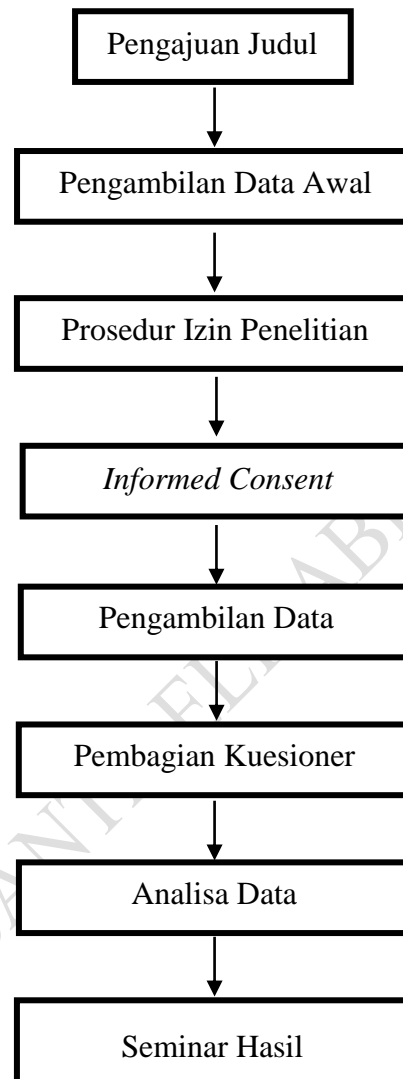 Pengajuan Judul
Pengambilan Data Awal
Prosedur Izin Penelitian
Informed Consent
Pengambilan Data
Pembagian Kuesioner
Analisa Data
Seminar Hasil